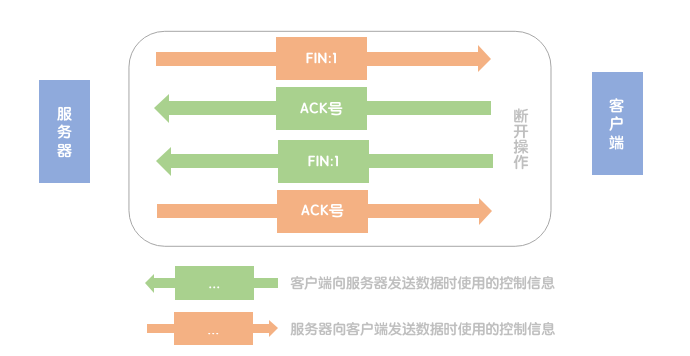 服务器
FIN:1
ACK号
FIN:1
ACK号
断开操作
客户端
...
客户端向服务器发送数据时使用的控制信息
...
服务器向客户端发送数据时使用的控制信息